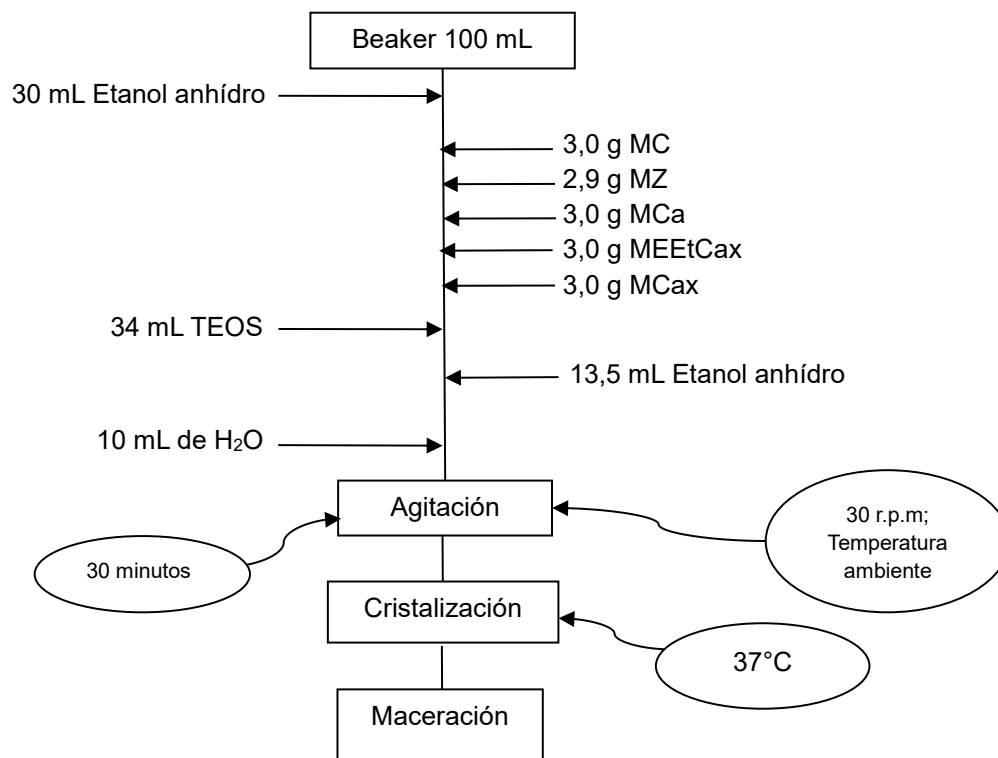 Beaker 100 mL
30 mL Etanol anhídro
3,0 g MC
2,9 g MZ
3,0 g MCa
3,0 g MEEtCax
3,0 g MCax
34 mL TEOS
13,5 mL Etanol anhídro
10 mL de H₂O
Agitación
30 r.p.m;
Temperatura
ambiente
30 minutos
Cristalización
37°C
Maceración